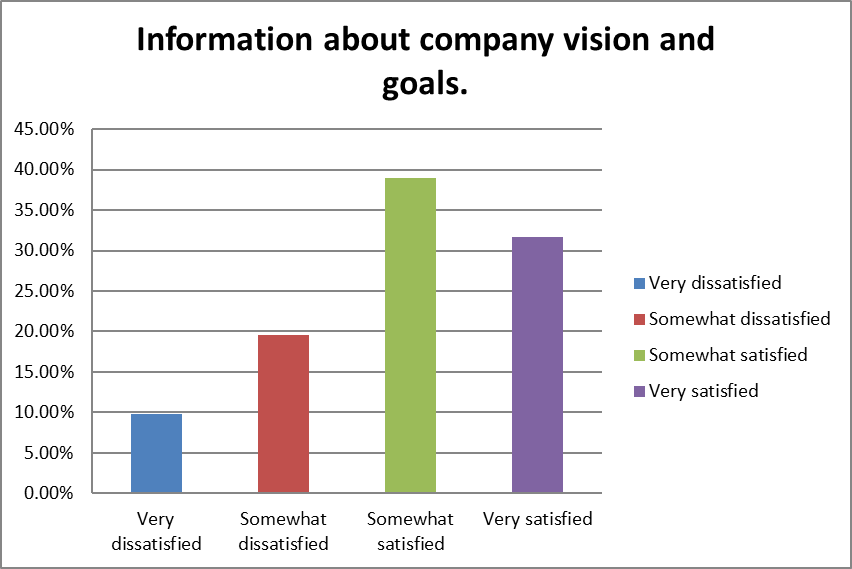 Information about company vision and
goals.
45.00%
40.00%
35.00%
30.00%
25.00%
20.00%
15.00%
10.00%
5.00%
0.00%
Very
dissatisfied
Somewhat
dissatisfied
Somewhat
satisfied
Very satisfied
Very dissatisfied
Somewhat dissatisfied
Somewhat satisfied
Very satisfied